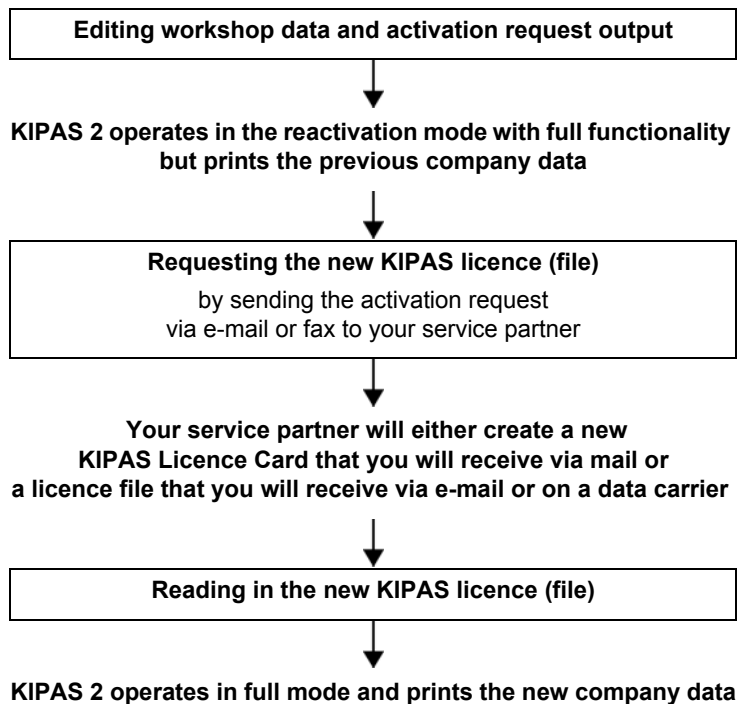 Editing workshop data and activation request output
KIPAS 2 operates in the reactivation mode with full functionality
but prints the previous company data
Requesting the new KIPAS licence (file)
by sending the activation request
via e-mail or fax to your service partner
Your service partner will either create a new
KIPAS Licence Card that you will receive via mail or
a licence file that you will receive via e-mail or on a data carrier
Reading in the new KIPAS licence (file)
KIPAS 2 operates in full mode and prints the new company data